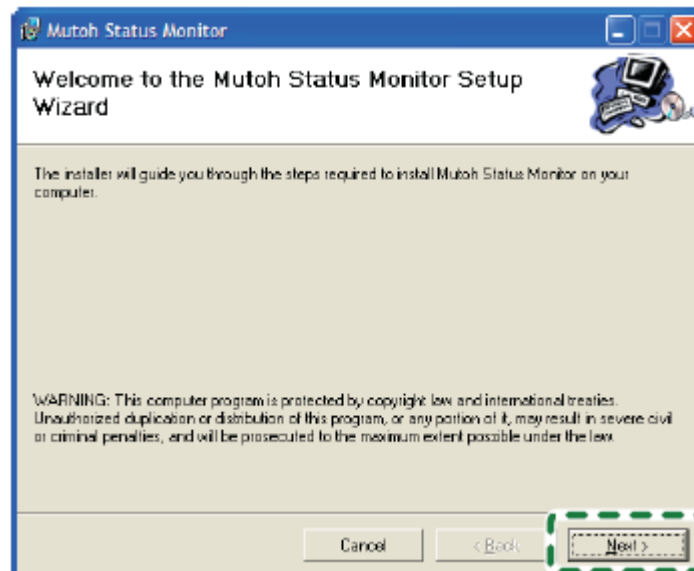 Mutoh Status Monitor
Welcome to the Mutoh Status Monitor Setup
Wizard
The installer will guide you through the steps required to install Mutoh Status Monitor on your
computer.
WARNING: This computer program is protected by copyright law and international treaties.
Unauthorized duplication or distribution of this program, or any portion of it, may result in severe civil
or criminal penalties, and will be prosecuted to the maximum extent possible under the law.
Cancel < Back Next >